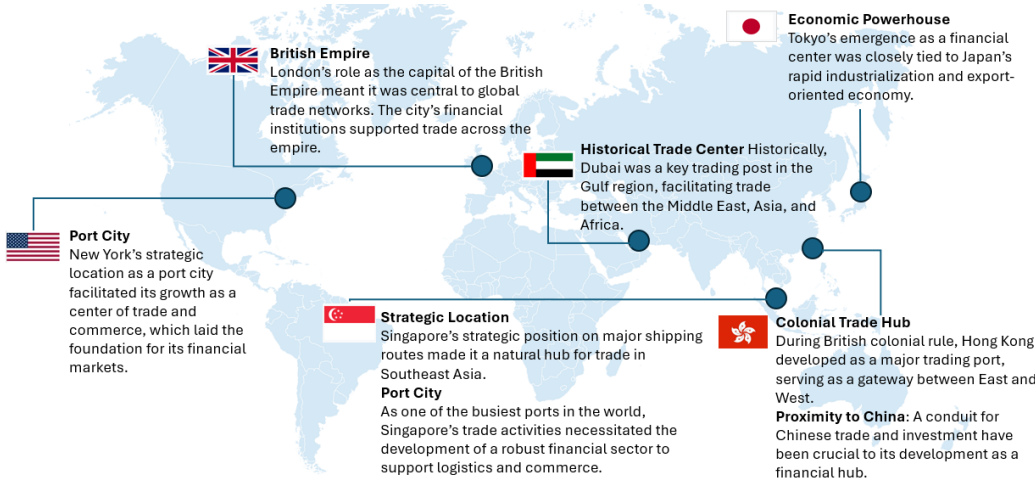 British Empire
London’s role as the capital of the British
Empire meant it was central to global
trade networks. The city’s financial
institutions supported trade across the
empire.
Economic Powerhouse
Tokyo’s emergence as a financial
center was closely tied to Japan’s
rapid industrialization and export-
oriented economy.
Historical Trade Center Historically,
Dubai was a key trading post in the
Gulf region, facilitating trade
between the Middle East, Asia, and
Africa.
Port City
New York’s strategic
location as a port city
facilitated its growth as a
center of trade and
commerce, which laid the
foundation for its financial
markets.
Strategic Location
Singapore’s strategic position on major shipping
routes made it a natural hub for trade in
Southeast Asia.
Port City
As one of the busiest ports in the world,
Singapore’s trade activities necessitated the
development of a robust financial sector to
support logistics and commerce.
Colonial Trade Hub
During British colonial rule, Hong Kong
developed as a major trading port,
serving as a gateway between East and
West.
Proximity to China: A conduit for
Chinese trade and investment have
been crucial to its development as a
financial hub.